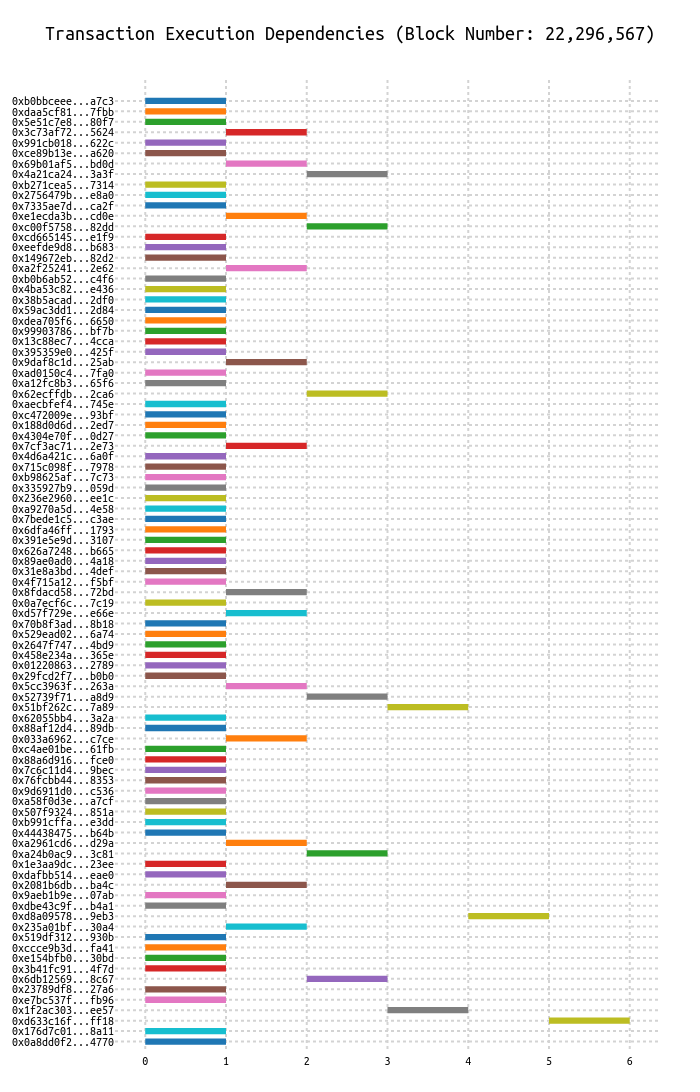 Transaction Execution Dependencies (Block Number: 22,296,567)
0xb0bbceee...a7c3
0xdaa5cf81...7fbb
0x5e51c7e8...80f7
0x3c73af72...5624
0x991cb018...622c
0xce89b13e...a620
0x69b01af5...bd0d
0x4a21ca24...3a3f
0xb271cea5...7314
0x2756479b...e8a0
0x7335ae7d...ca2f
0xe1ecda3b...cd0e
0xc00f5758...82dd
0xcd665145...e1f9
0xeefde9d8...b683
0x149672eb...82d2
0xa2f25241...2e62
0xb0b6ab52...c4f6
0x4ba53c82...e436
0x38b5acad...2df0
0x59ac3dd1...2d84
0xdea705f6...6650
0x99903786...bf7b
0x13c88ec7...4cca
0x395359e0...425f
0x9daf8c1d...25ab
0xad0150c4...7fa0
0xa12fc8b3...65f6
0x62ecffdb...2ca6
0xaecbfef4...745e
0xc472009e...93bf
0x188d0d6d...2ed7
0x4304e70f...0d27
0x7cf3ac71...2e73
0x4d6a421c...6a0f
0x715c098f...7978
0xb98625af...7c73
0x335927b9...059d
0x236e2960...ee1c
0xa9270a5d...4e58
0x7bede1c5...c3ae
0x6dfa46ff...1793
0x391e5e9d...3107
0x626a7248...b665
0x89ae0ad0...4a18
0x31e8a3bd...4def
0x4f715a12...f5bf
0x8fdacd58...72bd
0x0a7ecf6c...7c19
0xd57f729e...e66e
0x70b8f3ad...8b18
0x529ead02...6a74
0x2647f747...4bd9
0x458e234a...365e
0x01220863...2789
0x29fcd2f7...b0b0
0x5cc3963f...263a
0x52739f71...a8d9
0x51bf262c...7a89
0x62055bb4...3a2a
0x88af12d4...89db
0x033a6962...c7ce
0xc4ae01be...61fb
0x88a6d916...fce0
0x7c6c11d4...9bec
0x76fcbb44...8353
0x9d6911d0...c536
0xa58f0d3e...a7cf
0x507f9324...851a
0xb991cffa...e3dd
0x44438475...b64b
0xa2961cd6...d29a
0xa24b0ac9...3c81
0x1e3aa9dc...23ee
0xdafbb514...eae0
0x2081b6db...ba4c
0x9aeb1b9e...07ab
0xdbe43c9f...b4a1
0xd8a09578...9eb3
0x235a01bf...30a4
0x519df312...930b
0xccce9b3d...fa41
0xe154bfb0...30bd
0x3b41fc91...4f7d
0x6db12569...8c67
0x23789df8...27a6
0xe7bc537f...fb96
0x1f2ac303...ee57
0xd633c16f...ff18
0x176d7c01...8a11
0x0a8dd0f2...4770
0 1 2 3 4 5 6